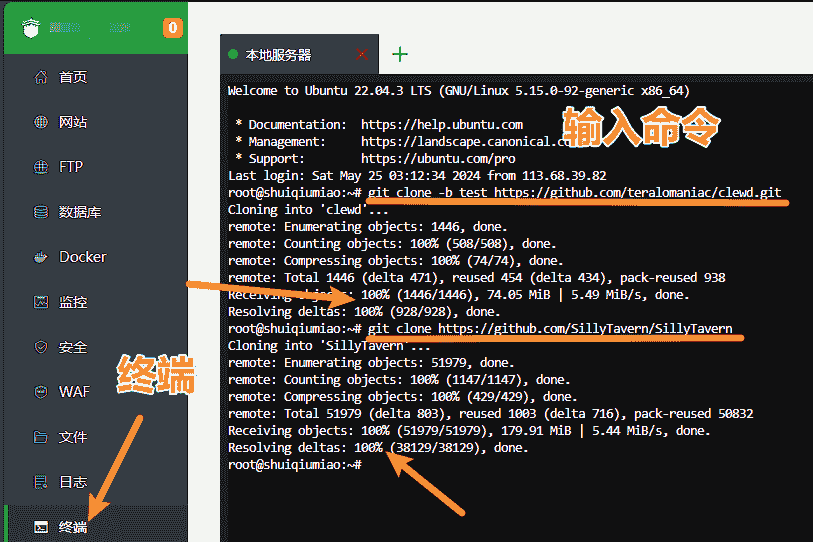 0
首页
网站
FTP
数据库
Docker
监控
安全
WAF
文件
日志
终端
终端
本地服务器
输入命令
Welcome to Ubuntu 22.04.3 LTS (GNU/Linux 5.15.0-92-generic x86_64)
* Documentation: https://help.ubuntu.com
* Management: https://landscape.canonical.c
* Support: https://ubuntu.com/pro
Last login: Sat May 25 03:12:34 2024 from 113.68.39.82
root@shuiqiumiao:~# git clone -b test https://github.com/teralomaniac/clewd.git
Cloning into 'clewd'...
remote: Enumerating objects: 1446, done.
remote: Counting objects: 100% (508/508), done.
remote: Compressing objects: 100% (74/74), done.
remote: Total 1446 (delta 471), reused 454 (delta 434), pack-reused 938
Receiving objects: 100% (1446/1446), 74.05 MiB | 5.49 MiB/s, done.
Resolving deltas: 100% (928/928), done.
root@shuiqiumiao:~# git clone https://github.com/SillyTavern/SillyTavern
Cloning into 'SillyTavern'...
remote: Enumerating objects: 51979, done.
remote: Counting objects: 100% (1147/1147), done.
remote: Compressing objects: 100% (429/429), done.
remote: Total 51979 (delta 803), reused 1003 (delta 716), pack-reused 50832
Receiving objects: 100% (51979/51979), 179.91 MiB | 5.44 MiB/s, done.
Resolving deltas: 100% (38129/38129), done.
root@shuiqiumiao:~#